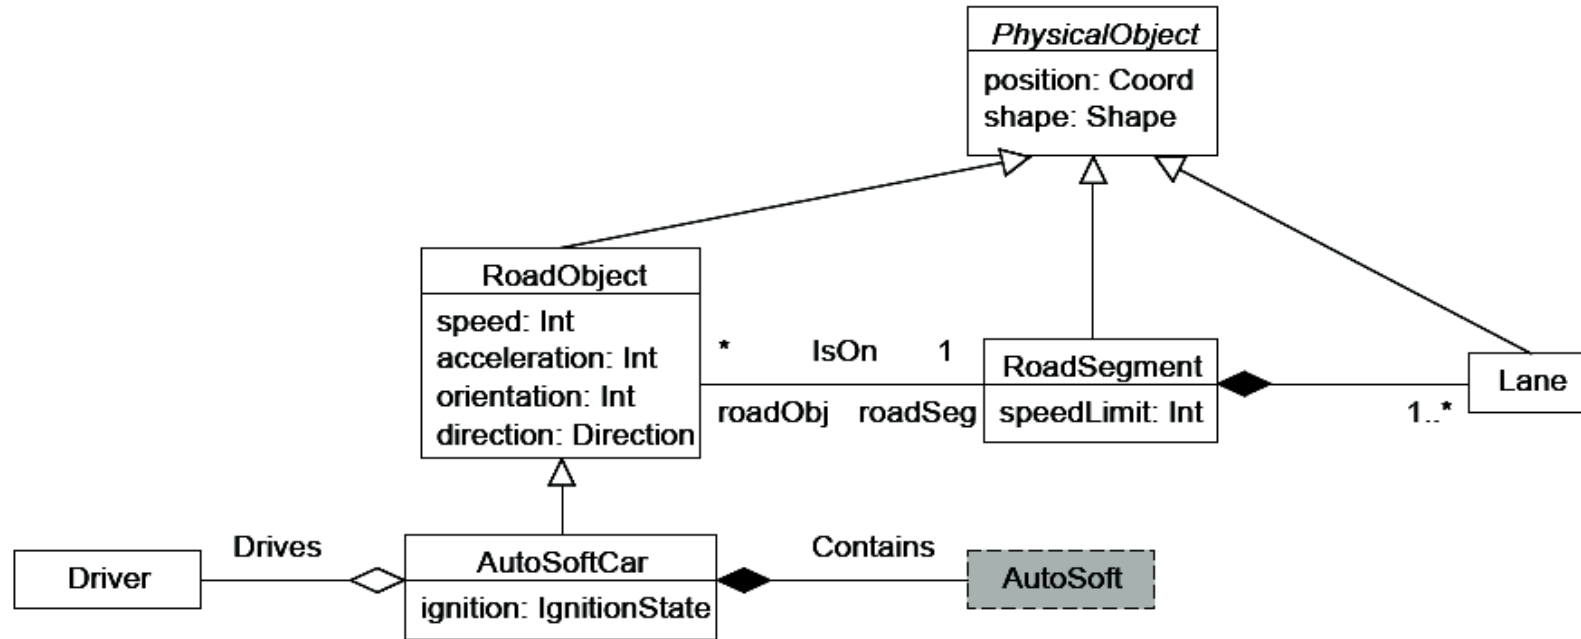 PhysicalObject
position: Coord
shape: Shape
RoadObject
speed: Int
acceleration: Int
orientation: Int
direction: Direction
* IsOn 1
roadObj roadSeg
RoadSegment
speedLimit: Int
1..*
Lane
Driver
Drives
AutoSoftCar
ignition: IgnitionState
Contains
AutoSoft